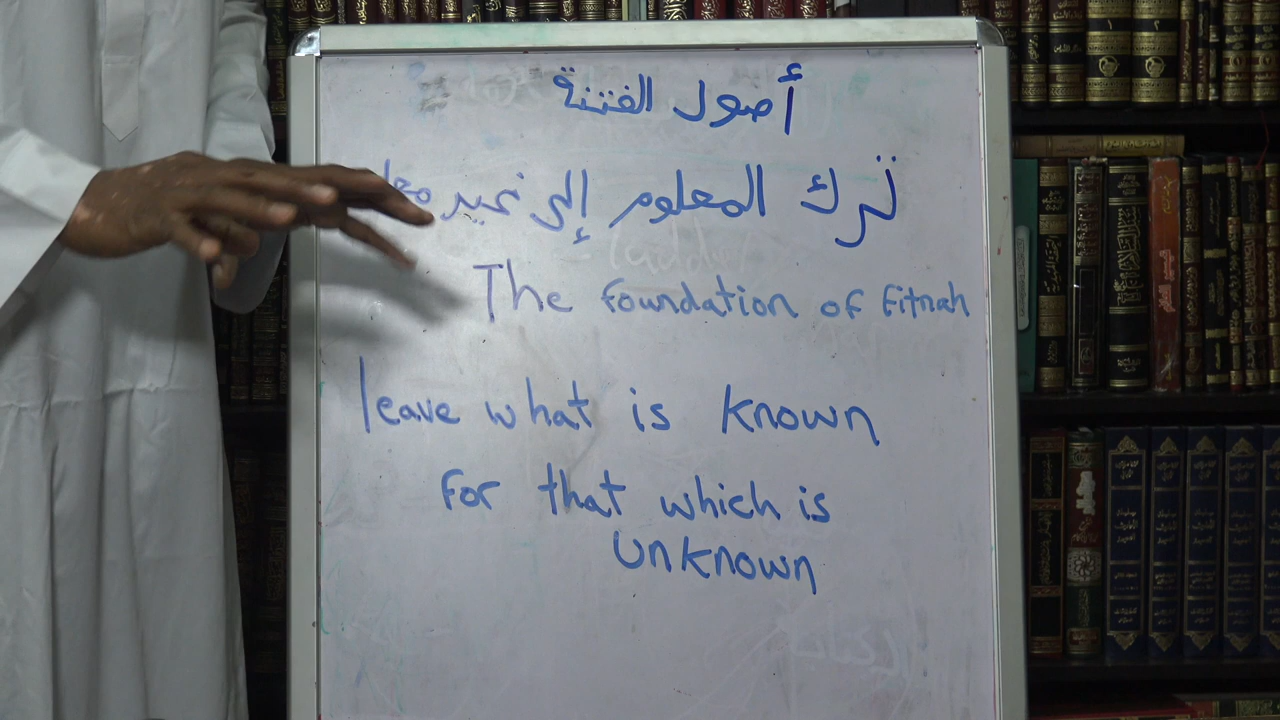 أصول الفتنة
ترك المعلوم إلى غير
The foundation of Fitnah
leave what is known
for that which is
unknown